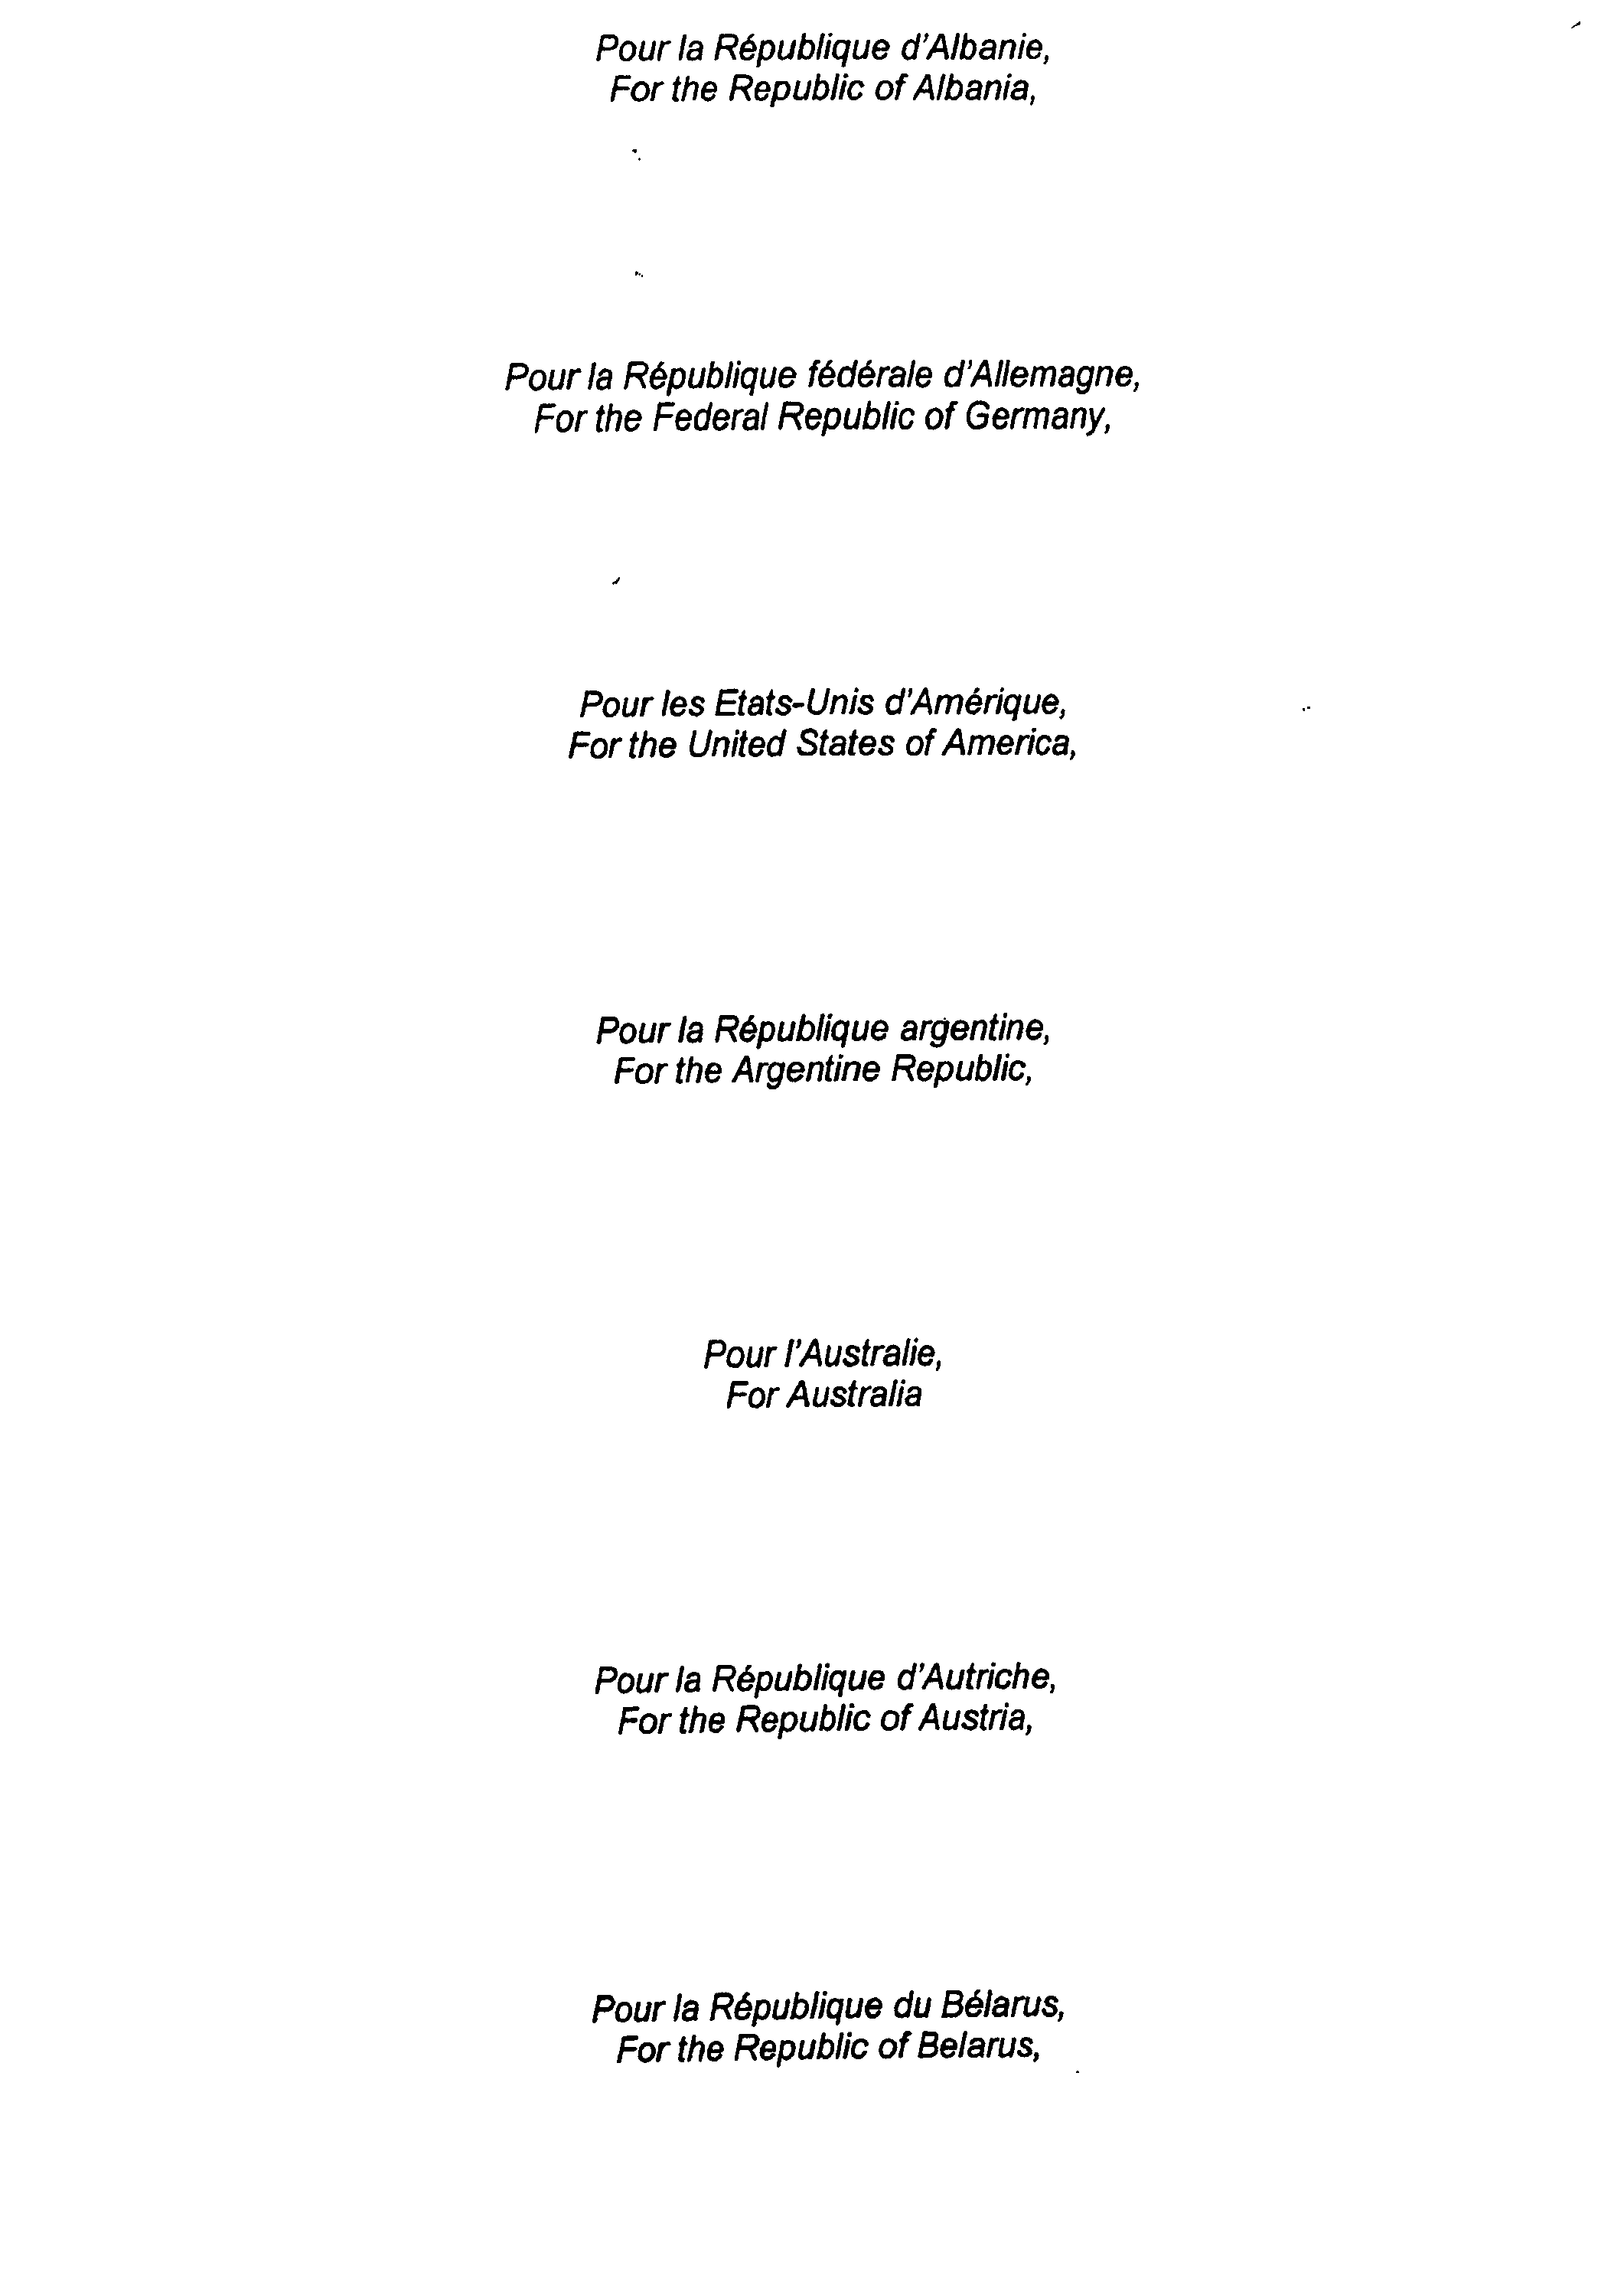 Pour la République d'Albanie,
For the Republic of Albania,
Pour la République fédérale d'Allemagne,
For the Federal Republic of Germany,
Pour les Etats-Unis d'Amérique,
For the United States of America,
Pour la République argentine,
For the Argentine Republic,
Pour l'Australie,
For Australia
Pour la République d'Autriche,
For the Republic of Austria,
Pour la République du Bélarus,
For the Republic of Belarus,